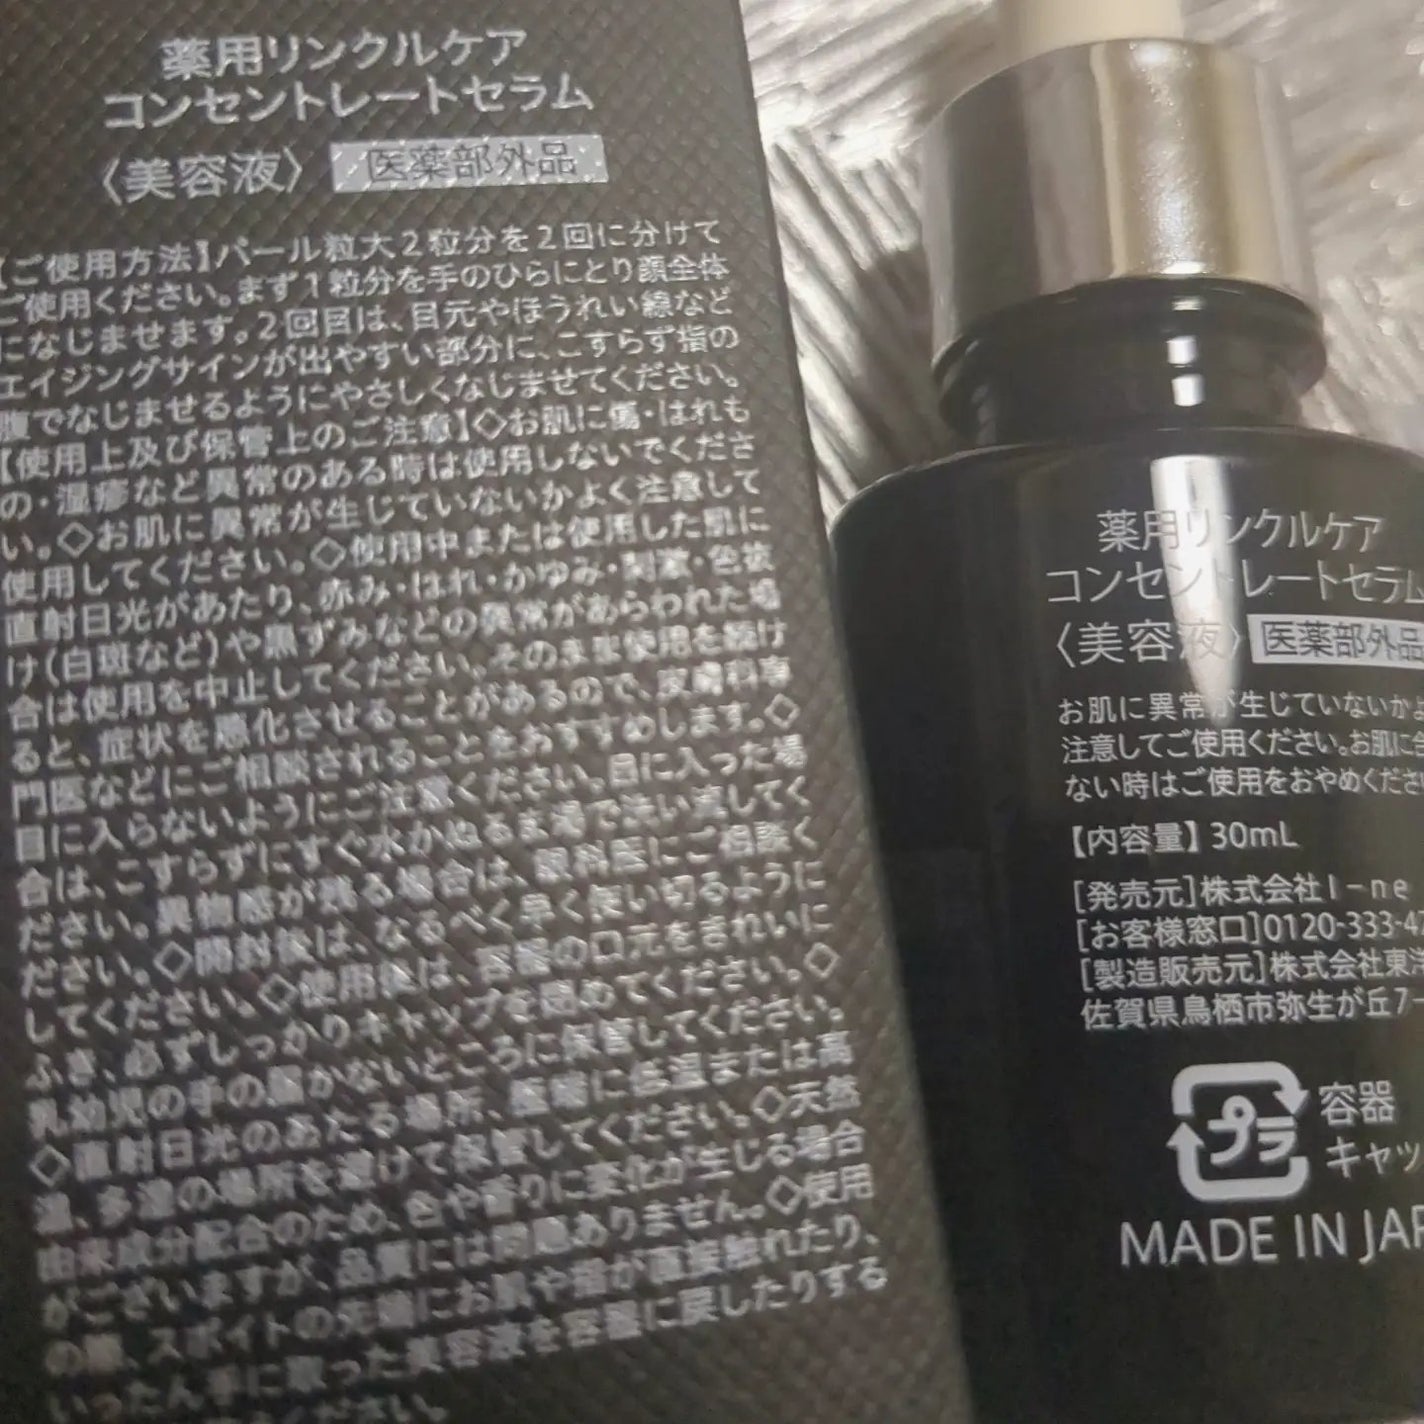 薬用リンクルケア
コンセントレートセラム
〈美容液〉 医薬部外品
【ご使用方法】パール粒大2粒分を2回に分けて
ご使用ください。まず1粒分を手のひらにとり顔全体
になじませます。2回目は、目元やほうれい線など
エイジングサインが出やすい部分に、こすらず指の
腹でなじませるようにやさしくなじませてください。
【使用上及び保管上のご注意】◇お肌に傷・はれも
の・湿疹など異常のある時は使用しないでくださ
い。◇お肌に異常が生じていないかよく注意して
使用してください。◇使用中または使用した肌に
直射日光があたり、赤み・はれ・かゆみ・刺激・色抜
け(白斑など)や黒ずみなどの異常があらわれた場
合は使用を中止してください。そのまま使用を続け
ると、症状を悪化させることがあるので、皮膚科専
門医などにご相談されることをおすすめします。◇
目に入らないようにご注意ください。目に入った場
合は、こすらずにすぐ水かぬるま湯で洗い流してく
ださい。異物感が残る場合は、眼科医にご相談く
ださい。◇開封後は、なるべく早く使い切るように
してください。◇使用後は、容器の口元をきれいに
ふき、必ずしっかりキャップを閉めてください。◇
乳幼児の手の届かないところに保管してください。
◇直射日光のあたる場所、極端に低温または高
温、多湿の場所を避けて保管してください。◇天然
由来成分配合のため、色や香りに変化が生じる場合
がございますが、品質には問題ありません。◇使用
の際、スポイトの先端にお肌や指が直接触れたり、
いったん手に取った美容液を容器に戻したりする
ください。
薬用リンクルケア
コンセントレートセラム
〈美容液〉 医薬部外品
お肌に異常が生じていないかよ
注意してご使用ください。お肌に合
ない時はご使用をおやめくださ
【内容量】 30mL
[発売元]株式会社I-ne
[お客様窓口]0120-333-4
[製造販売元]株式会社東洋
佐賀県鳥栖市弥生が丘7-
プラ
容器
キャッ
MADE IN JAP